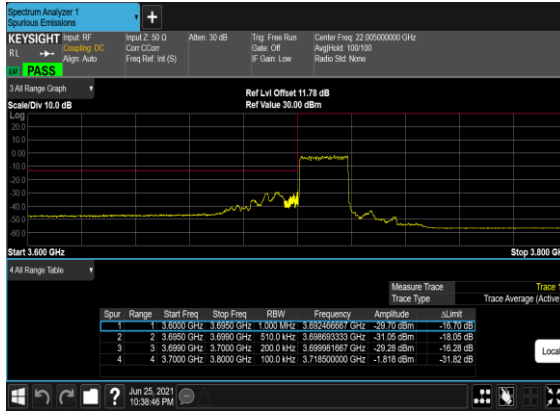 Spectrum Analyzer 1
Spurious Emissions
+
KEYSIGHT Input: RF Input Z: 50 Ω Atten: 30 dB Trig: Free Run Center Freq: 22.005000000 GHz
RL Coupling: DC Corr CCorr Gate: Off Avg|Hold: 100/100
Align: Auto Freq Ref: Int (S) IF Gain: Low Radio Std: None
LU PASS
3 All Range Graph Ref Lvl Offset 11.78 dB
Scale/Div 10.0 dB Ref Value 30.00 dBm
Log
20.0
10.0
0.00
-10.0
-20.0
-30.0
-40.0
-50.0
-60.0
Start 3.600 GHz Stop 3.800 GH
4 All Range Table
Measure Trace Trace 1
Trace Type Trace Average (Active
Spur Range Start Freq Stop Freq RBW Frequency Amplitude ΔLimit
1 1 3.6000 GHz 3.6950 GHz 1.000 MHz 3.692466667 GHz -29.70 dBm -16.70 dB
2 2 3.6950 GHz 3.6990 GHz 510.0 kHz 3.698693333 GHz -31.05 dBm -18.05 dB
3 3 3.6990 GHz 3.7000 GHz 200.0 kHz 3.699981667 GHz -29.28 dBm -16.28 dB
4 4 3.7000 GHz 3.8000 GHz 100.0 kHz 3.718500000 GHz -1.818 dBm -31.82 dB
Local
? Jun 25, 2021
10:38:46 PM